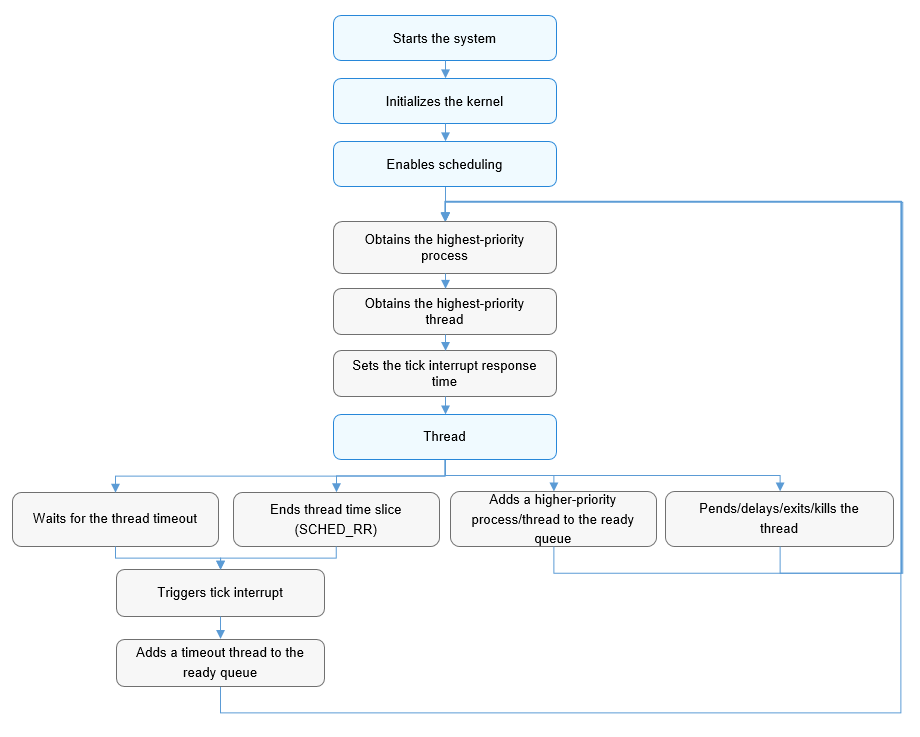 Starts the system
Initializes the kernel
Enables scheduling
Obtains the highest-priority
process
Obtains the highest-priority
thread
Sets the tick interrupt response
time
Thread
Waits for the thread timeout
Ends thread time slice
(SCHED_RR)
Adds a higher-priority
process/thread to the ready
queue
Pends/delays/exits/kills the
thread
Triggers tick interrupt
Adds a timeout thread to the
ready queue